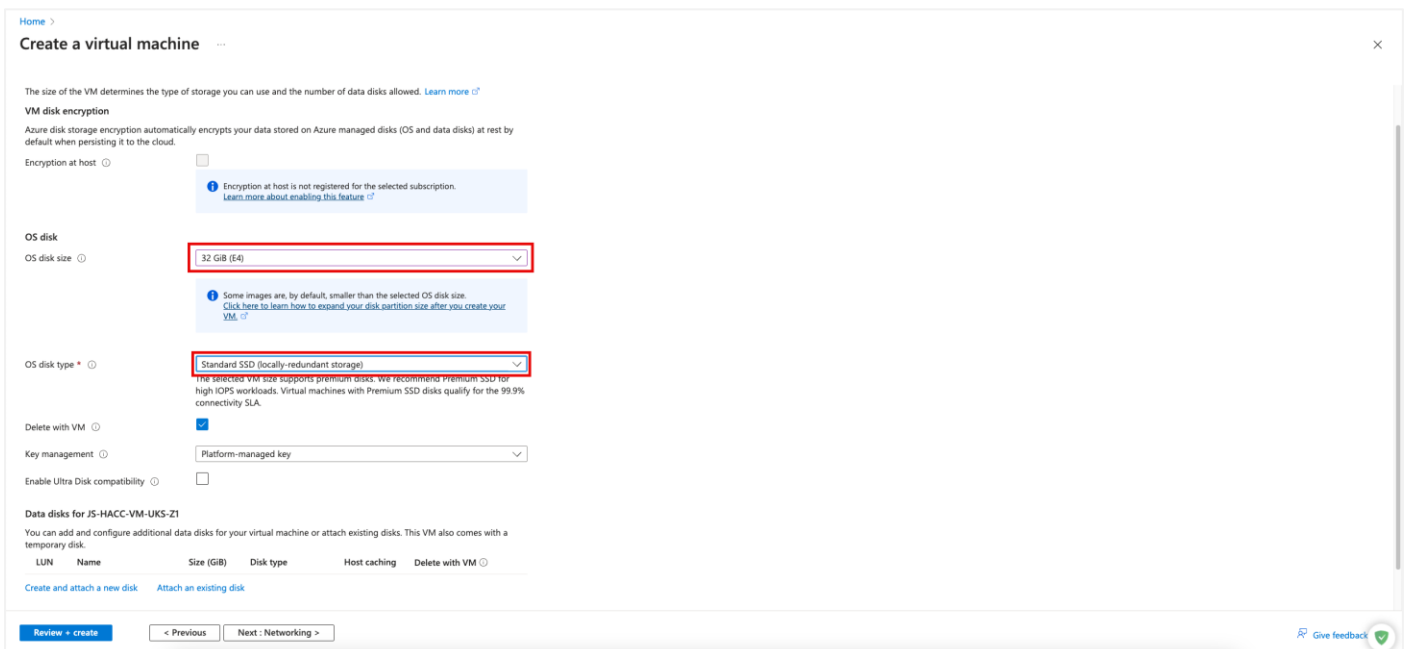 Home >
Create a virtual machine ...
The size of the VM determines the type of storage you can use and the number of data disks allowed. Learn more
VM disk encryption
Azure disk storage encryption automatically encrypts your data stored on Azure managed disks (OS and data disks) at rest by
default when persisting it to the cloud.
Encryption at host
Encryption at host is not registered for the selected subscription.
Learn more about enabling this feature
OS disk
OS disk size
32 GiB (E4)
Some images are, by default, smaller than the selected OS disk size.
Click here to learn how to expand your disk partition size after you create your
VM.
OS disk type *
Standard SSD (locally-redundant storage)
The selected VM size supports premium disks. We recommend Premium SSD for
high IOPS workloads. Virtual machines with Premium SSD disks qualify for the 99.9%
connectivity SLA.
Delete with VM
Key management
Platform-managed key
Enable Ultra Disk compatibility
Data disks for JS-HACC-VM-UKS-Z1
You can add and configure additional data disks for your virtual machine or attach existing disks. This VM also comes with a
temporary disk.
LUN Name Size (GiB) Disk type Host caching Delete with VM
Create and attach a new disk Attach an existing disk
Review + create < Previous Next : Networking > Give feedback